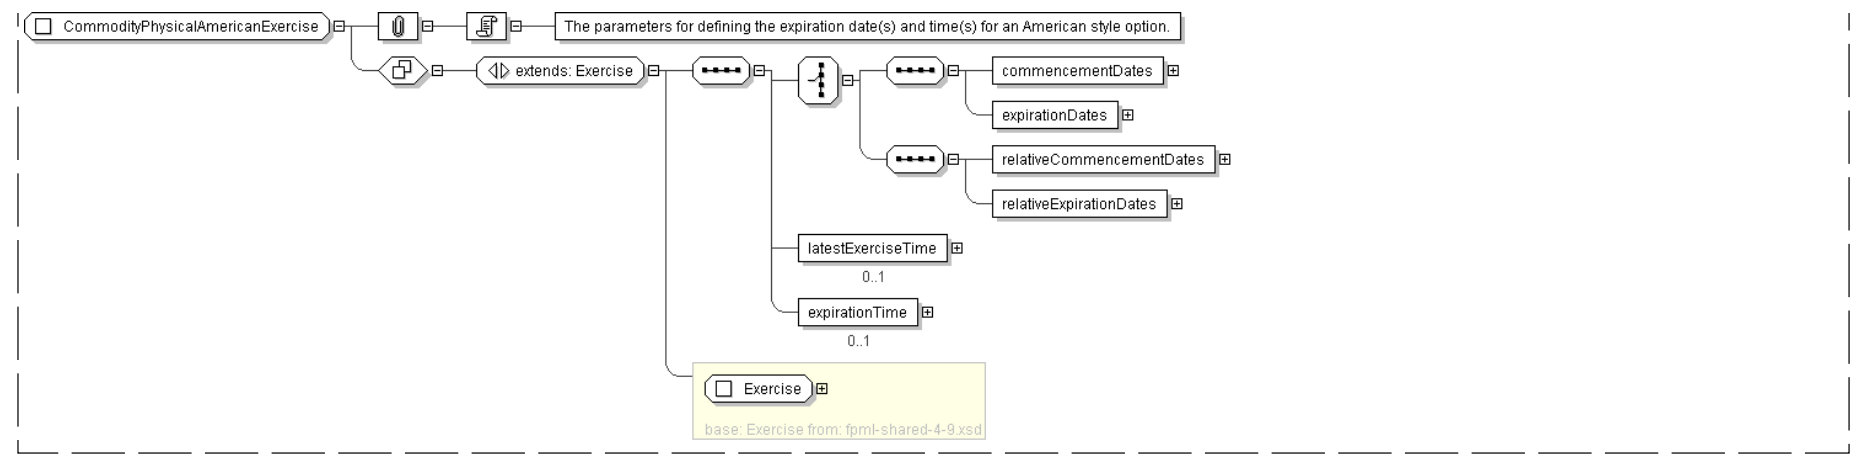 CommodityPhysicalAmericanExercise
The parameters for defining the expiration date(s) and time(s) for an American style option.
extends: Exercise
commencementDates
expirationDates
relativeCommencementDates
relativeExpirationDates
latestExerciseTime
0..1
expirationTime
0..1
Exercise
base: Exercise from: fpml-shared-4-9.xsd